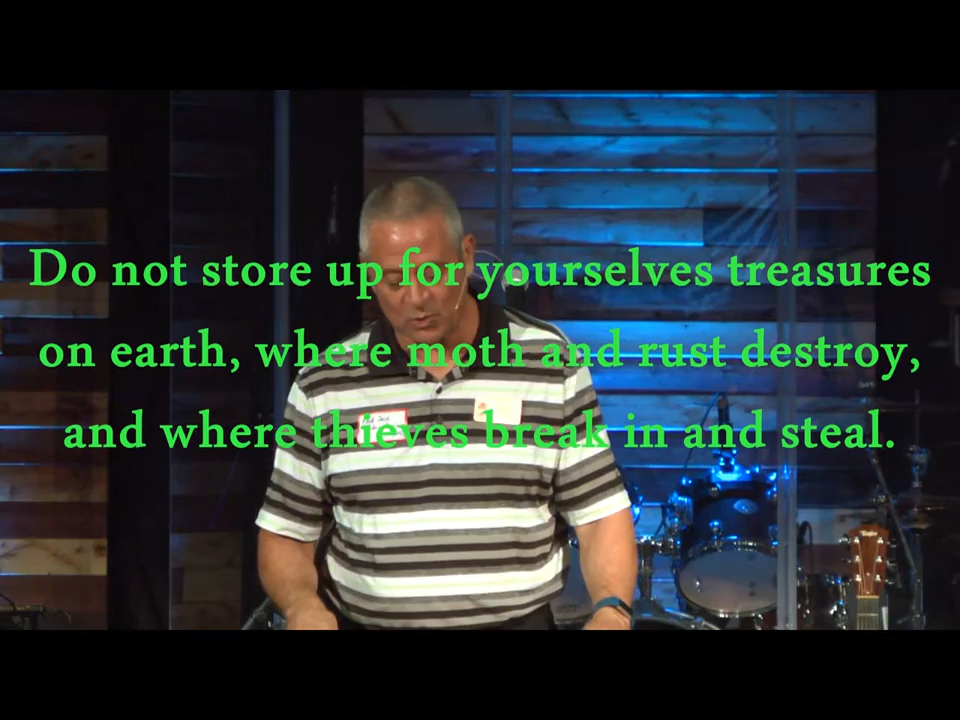 Do not store up for yourselves treasures
on earth, where moth and rust destroy,
and where thieves break in and steal.
Taylor